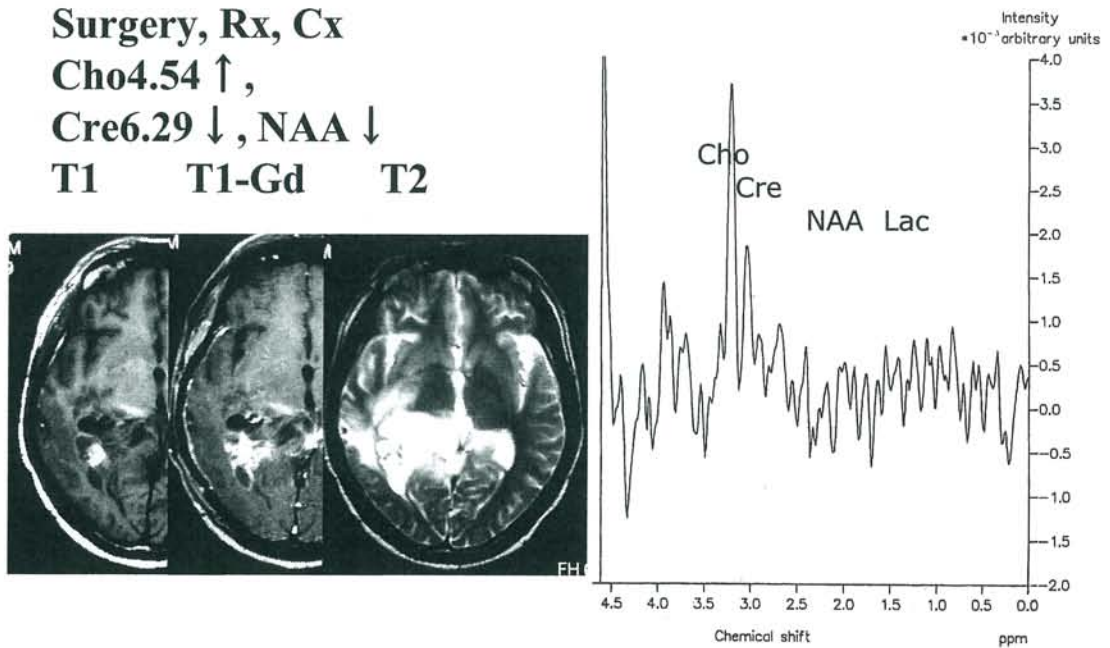 Surgery, Rx, Cx
Cho4.54 ↑,
Cre6.29 ↓, NAA ↓
T1 T1-Gd T2
M
FH
Intensity
*10⁻³ arbitrary units
4.0
3.5
3.0
2.5
2.0
1.5
1.0
0.5
0.0
-0.5
-1.0
-1.5
-2.0
Cho
Cre
NAA Lac
4.5 4.0 3.5 3.0 2.5 2.0 1.5 1.0 0.5 0.0
Chemical shift ppm